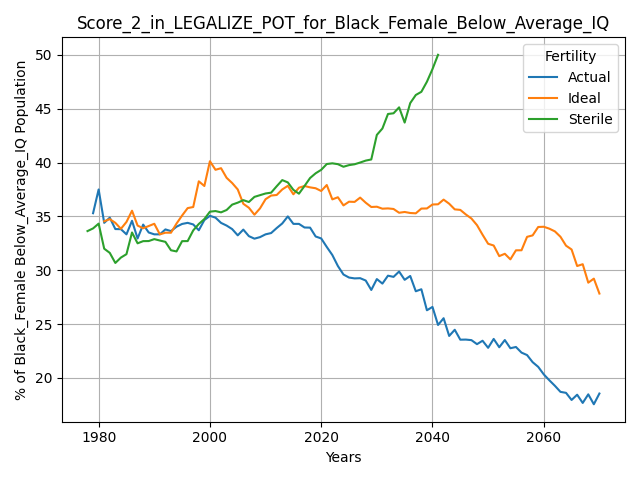 Score_2_in_LEGALIZE_POT_for_Black_Female_Below_Average_IQ
% of Black_Female Below_Average_IQ Population
50
45
40
35
30
25
20
Fertility
Actual
Ideal
Sterile
1980
2000
2020
2040
2060
Years